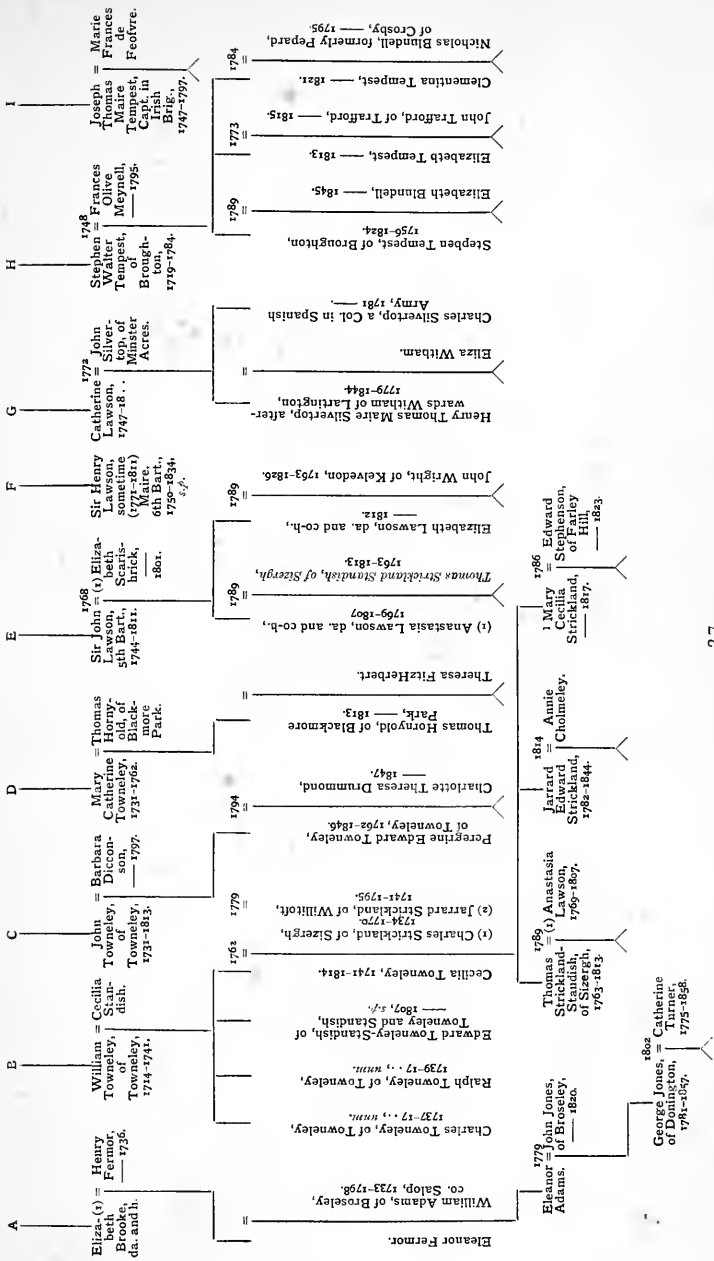 A
Eliza-(1) = Henry
beth Fermor,
Brooke, — 1736.
da. and h.
Eleanor Fermor
=
William Adams, of Broseley,
co. Salop, 1733-1798.
1779
Eleanor = John Jones,
Adams. of Broseley,
— 1820.
1802
George Jones, = Catherine
of Donington, Turner,
1781-1857. 1775-1858.
B
William = Cecilia
Towneley, Stan-
of dish.
Towneley,
1714-1741.
Charles Towneley, of Towneley,
1737-17 . ., unm.
Ralph Towneley, of Towneley,
1739-17 . ., unm.
Edward Towneley-Standish, of
Towneley and Standish,
— 1807, s.p.
Cecilia Towneley, 1741-1814.
1762 = 1779
(1) Charles Strickland, of Sizergh,
1734-1770.
(2) Jarrard Strickland, of Willitoft,
1741-1795.
1789
Thomas = (1) Anastasia
Strickland- Lawson,
Standish, 1769-1807.
of Sizergh,
1763-1813.
1814
Jarrard = Annie
Edward Cholmeley.
Strickland,
1782-1844.
1786
1 Mary = Edward
Cecilia Stephenson,
Strickland, of Farley
— 1817. Hill,
— 1823.
C
John = Barbara
Towneley, Diccon-
of son,
Towneley, — 1797.
1731-1813.
Peregrine Edward Towneley,
of Towneley, 1762-1846.
1794
=
Charlotte Theresa Drummond,
— 1847.
D
Mary = Thomas
Catherine Horny-
Towneley, old, of
1731-1762. Black-
more
Park.
Thomas Hornyold, of Blackmore
Park, — 1813.
=
Theresa FitzHerbert.
E
1768
Sir John = (1) Eliza-
Lawson, beth
5th Bart., Scaris-
1744-1811. brick,
— 1801.
(1) Anastasia Lawson, da. and co-h.,
1769-1807
1789
=
Thomas Strickland Standish, of Sizergh,
1763-1813.
Elizabeth Lawson, da. and co-h.,
— 1812.
1789
=
John Wright, of Kelvedon, 1763-1826.
F
Sir Henry
Lawson,
sometime
(1771-1811)
Maire,
6th Bart.,
1750-1834,
s.p.
G
1772
Catherine = John
Lawson, Silver-
1747-18 . . top, of
Minster
Acres.
Henry Thomas Maire Silvertop, after-
wards Witham of Lartington,
1779-1844
=
Eliza Witham.
Charles Silvertop, a Col. in Spanish
Army, 1781 —.
H
1748
Stephen = Frances
Walter Olive
Tempest, Meynell,
of — 1795.
Brough-
ton,
1719-1784.
Stephen Tempest, of Broughton,
1756-1824.
1789
=
Elizabeth Blundell, — 1845.
Elizabeth Tempest, — 1813.
1773
=
John Trafford, of Trafford, — 1815.
Clementina Tempest, — 1821.
1784
=
Nicholas Blundell, formerly Pepard,
of Crosby, — 1795.
I
Joseph = Marie
Thomas Frances
Maire de
Tempest, Feofvre.
Capt. in
Irish
Brig.,
1747-1797.
37